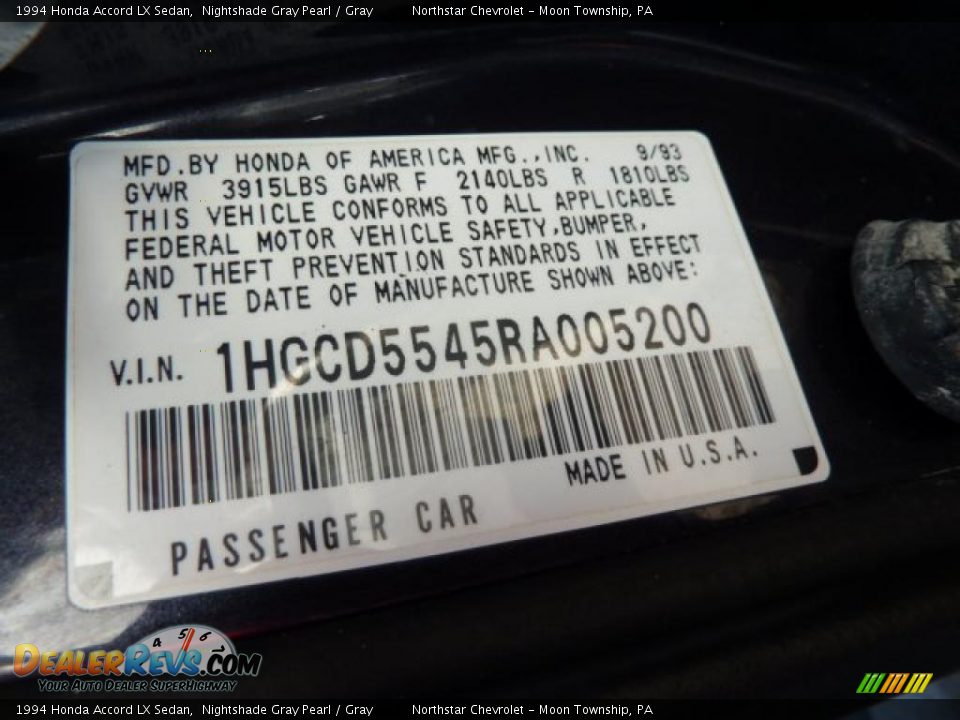 1994 Honda Accord LX Sedan, Nightshade Gray Pearl / Gray Northstar Chevrolet - Moon Township, PA
MFD.BY HONDA OF AMERICA MFG.,INC. 9/93
GVWR 3915LBS GAWR F 2140LBS R 1810LBS
THIS VEHICLE CONFORMS TO ALL APPLICABLE
FEDERAL MOTOR VEHICLE SAFETY,BUMPER,
AND THEFT PREVENTION STANDARDS IN EFFECT
ON THE DATE OF MANUFACTURE SHOWN ABOVE:
V.I.N. 1HGCD5545RA005200
MADE IN U.S.A.
PASSENGER CAR
4 5 6
DEALERREVS.COM
YOUR AUTO DEALER SUPERHIGHWAY
1994 Honda Accord LX Sedan, Nightshade Gray Pearl / Gray Northstar Chevrolet - Moon Township, PA